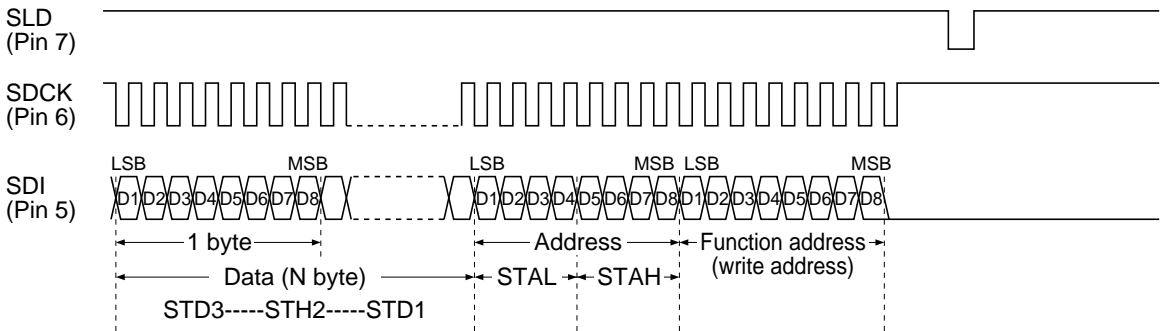 SLD
(Pin 7)
SDCK
(Pin 6)
LSB MSB LSB MSB LSB MSB
SDI
(Pin 5)
D1 D2 D3 D4 D5 D6 D7 D8 D1 D2 D3 D4 D5 D6 D7 D8 D1 D2 D3 D4 D5 D6 D7 D8
1 byte Address Function address
(write address)
Data (N byte) STAL STAH
STD3-----STH2-----STD1